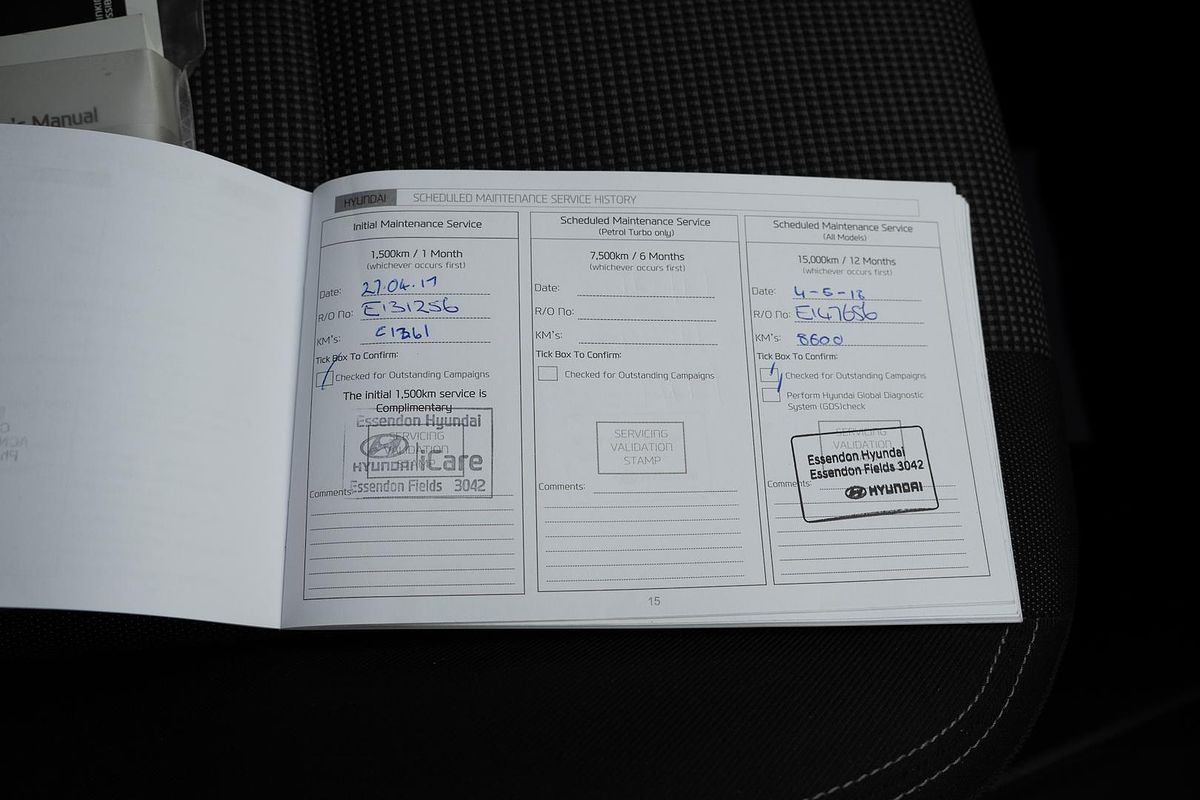 's Manual
HYUNDAI SCHEDULED MAINTENANCE SERVICE HISTORY
Initial Maintenance Service
1,500km / 1 Month
(whichever occurs first)
Date: 27.04.17
R/O No: E131256
KM's: E1361
Tick Box To Confirm:
Checked for Outstanding Campaigns
The initial 1,500km service is
Complimentary
Essendon Hyundai
SERVICING
VALIDATION
HYUNDAI iCare
Essendon Fields 3042
Comments:
Scheduled Maintenance Service
(Petrol Turbo only)
7,500km / 6 Months
(whichever occurs first)
Date:
R/O No:
KM's:
Tick Box To Confirm:
Checked for Outstanding Campaigns
SERVICING
VALIDATION
STAMP
Comments:
Scheduled Maintenance Service
(All Models)
15,000km / 12 Months
(whichever occurs first)
Date: 4-5-18
R/O No: E147656
KM's: 8600
Tick Box To Confirm:
Checked for Outstanding Campaigns
Perform Hyundai Global Diagnostic
System (GDS)check
SERVICING
VALIDATION
Essendon Hyundai
Essendon Fields 3042
HYUNDAI
Comments:
15